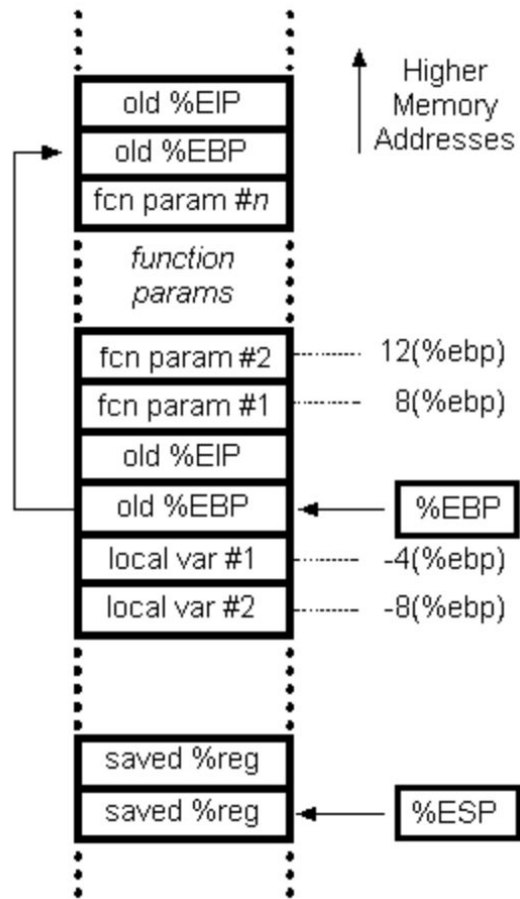 old %EIP
old %EBP
fcn param #n
function
params
fcn param #2
fcn param #1
old %EIP
old %EBP
local var #1
local var #2
saved %reg
saved %reg
Higher
Memory
Addresses
12(%ebp)
8(%ebp)
%EBP
-4(%ebp)
-8(%ebp)
%ESP